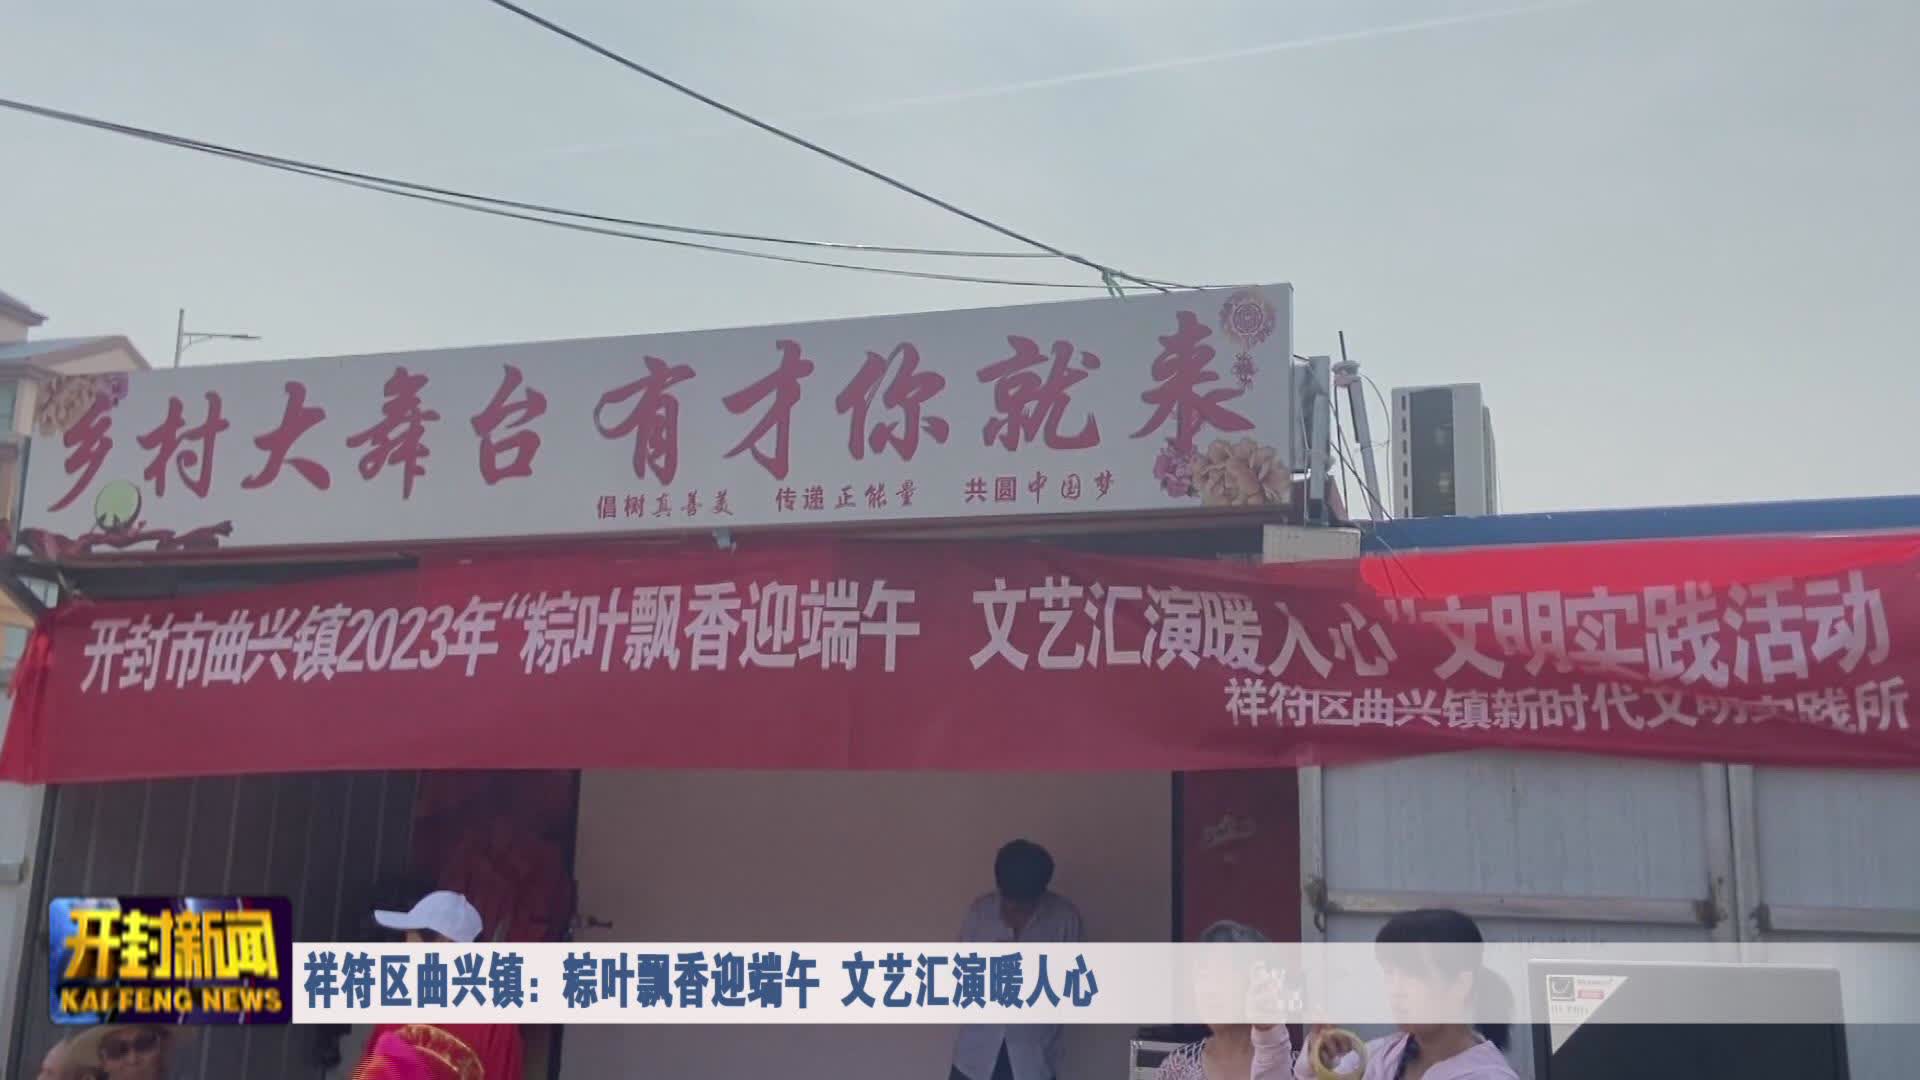 乡村大舞台 有才你就来
倡树真善美 传递正能量 共圆中国梦
开封市曲兴镇2023年“粽叶飘香迎端午 文艺汇演暖人心”文明实践活动
祥符区曲兴镇新时代文明实践所
开封新闻
KAIFENG NEWS
祥符区曲兴镇：粽叶飘香迎端午 文艺汇演暖人心